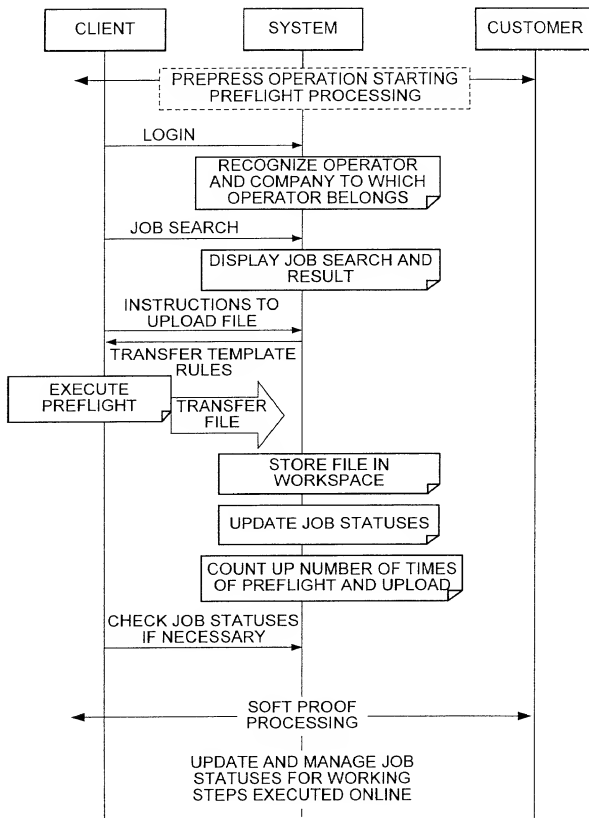 CLIENT
SYSTEM
CUSTOMER
PREPRESS OPERATION STARTING
PREFLIGHT PROCESSING
LOGIN
RECOGNIZE OPERATOR
AND COMPANY TO WHICH
OPERATOR BELONGS
JOB SEARCH
DISPLAY JOB SEARCH AND
RESULT
INSTRUCTIONS TO
UPLOAD FILE
TRANSFER TEMPLATE
RULES
EXECUTE
PREFLIGHT
TRANSFER
FILE
STORE FILE IN
WORKSPACE
UPDATE JOB STATUSES
COUNT UP NUMBER OF TIMES
OF PREFLIGHT AND UPLOAD
CHECK JOB STATUSES
IF NECESSARY
SOFT PROOF
PROCESSING
UPDATE AND MANAGE JOB
STATUSES FOR WORKING
STEPS EXECUTED ONLINE